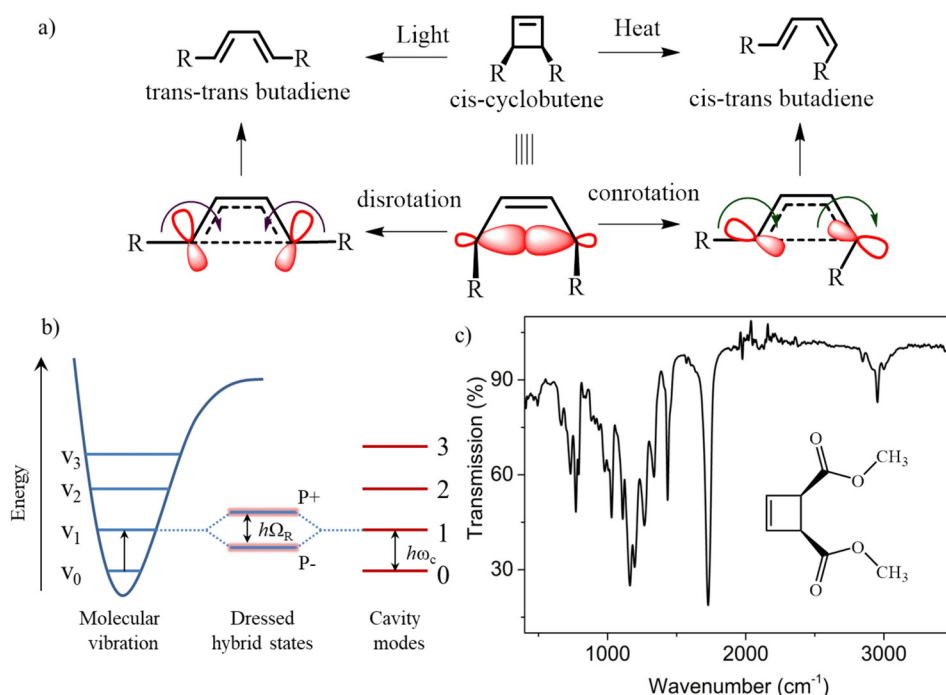 a)
Light
Heat
R
R
R
R
R
R
trans-trans butadiene
cis-cyclobutene
cis-trans butadiene
disrotation
conrotation
R
R
R
R
R
R
b)
Energy
v3
v2
v1
v0
P+
hΩR
P-
3
2
1
hωc
0
Molecular
vibration
Dressed
hybrid states
Cavity
modes
c)
Transmission (%)
90
60
30
1000
2000
3000
Wavenumber (cm-1)
O
O
CH3
O
O
CH3